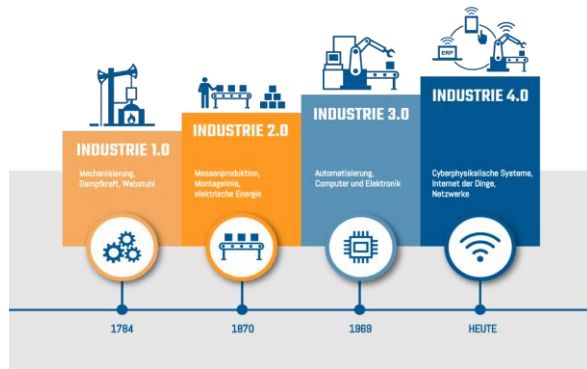 ERP
INDUSTRIE 1.0
Mechanisierung,
Dampfkraft, Webstuhl
INDUSTRIE 2.0
Massenproduktion,
Montagelinie,
elektrische Energie
INDUSTRIE 3.0
Automatisierung,
Computer und Elektronik
INDUSTRIE 4.0
Cyberphysikalische Systeme,
Internet der Dinge,
Netzwerke
1784
1870
1969
HEUTE